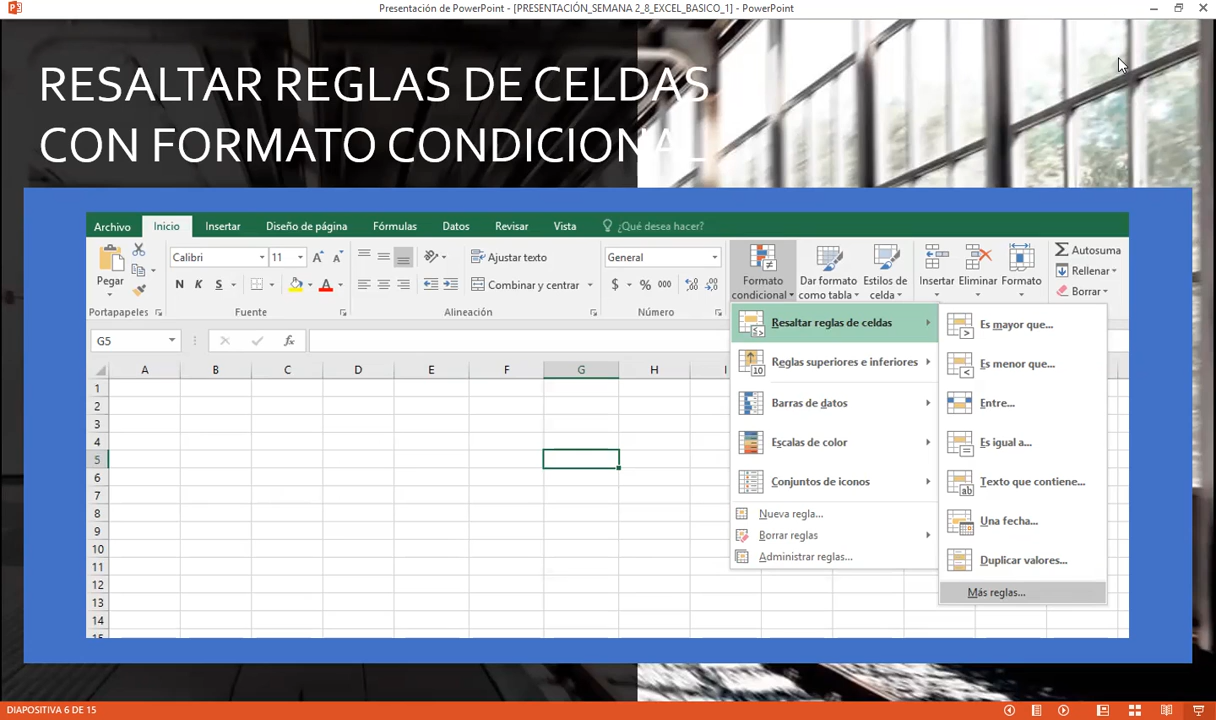 Presentación de PowerPoint - [PRESENTACIÓN_SEMANA 2_8_EXCEL_BASICO_1] - PowerPoint
RESALTAR REGLAS DE CELDAS
CON FORMATO CONDICIONAL
Archivo Inicio Insertar Diseño de página Fórmulas Datos Revisar Vista ¿Qué desea hacer?
Pegar
Calibri 11
Ajustar texto
General
Formato condicional
Dar formato como tabla
Estilos de celda
Insertar Eliminar Formato
Autosuma
Rellenar
Borrar
N K S
Combinar y centrar
$ % 000
Portapapeles Fuente Alineación Número
G5 fx
A B C D E F G H I
1
2
3
4
5
6
7
8
9
10
11
12
13
14
15
Resaltar reglas de celdas
Reglas superiores e inferiores
Barras de datos
Escalas de color
Conjuntos de iconos
Nueva regla...
Borrar reglas
Administrar reglas...
Es mayor que...
Es menor que...
Entre...
Es igual a...
Texto que contiene...
Una fecha...
Duplicar valores...
Más reglas...
DIAPOSITIVA 6 DE 15